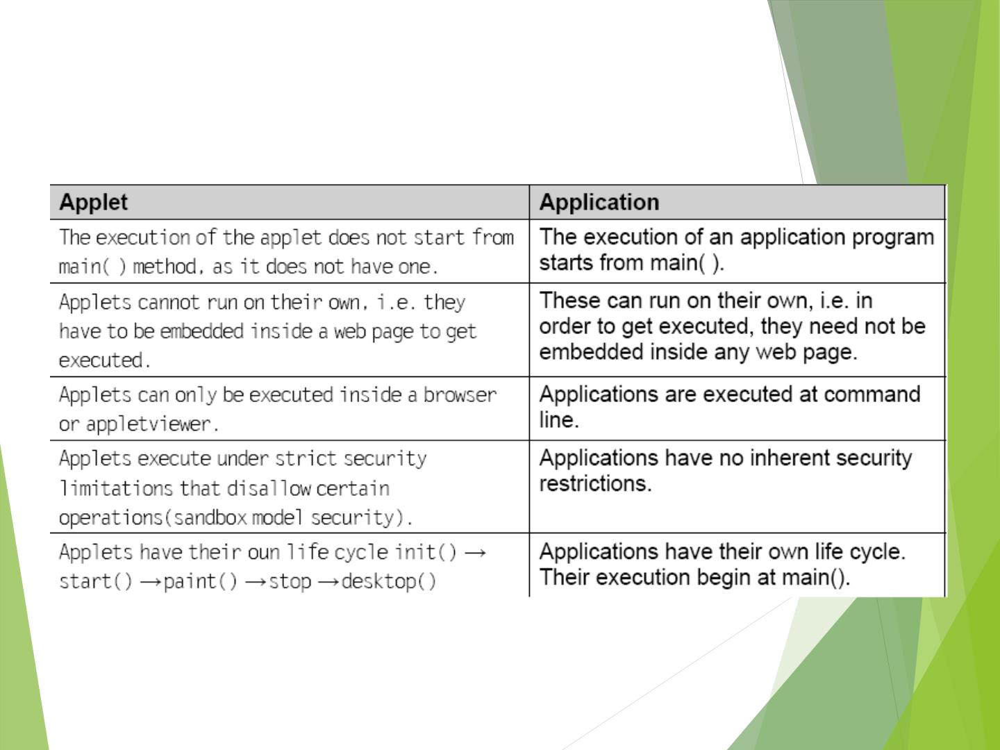 Applet
Application
The execution of the applet does not start from
main( ) method, as it does not have one.
The execution of an application program
starts from main( ).
Applets cannot run on their own, i.e. they
have to be embedded inside a web page to get
executed.
These can run on their own, i.e. in
order to get executed, they need not be
embedded inside any web page.
Applets can only be executed inside a browser
or appletviewer.
Applications are executed at command
line.
Applets execute under strict security
limitations that disallow certain
operations(sandbox model security).
Applications have no inherent security
restrictions.
Applets have their oun life cycle init() →
start() →paint() →stop →desktop()
Applications have their own life cycle.
Their execution begin at main().